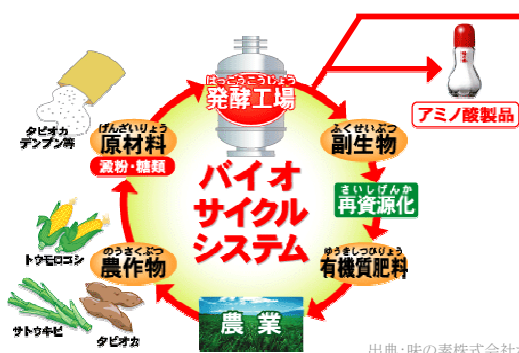 はっこうこうじょう
発酵工場
アミノ酸製品
タピオカ
デンプン等
げんざいりょう
原材料
澱粉・糖類
ふくせいぶつ
副生物
バイオ
サイクル
システム
さいしげんか
再資源化
トウモロコシ
のうさくぶつ
農作物
ゆうきしつひりょう
有機質肥料
サトウキビ
タピオカ
農業
出典・味の素株式会社